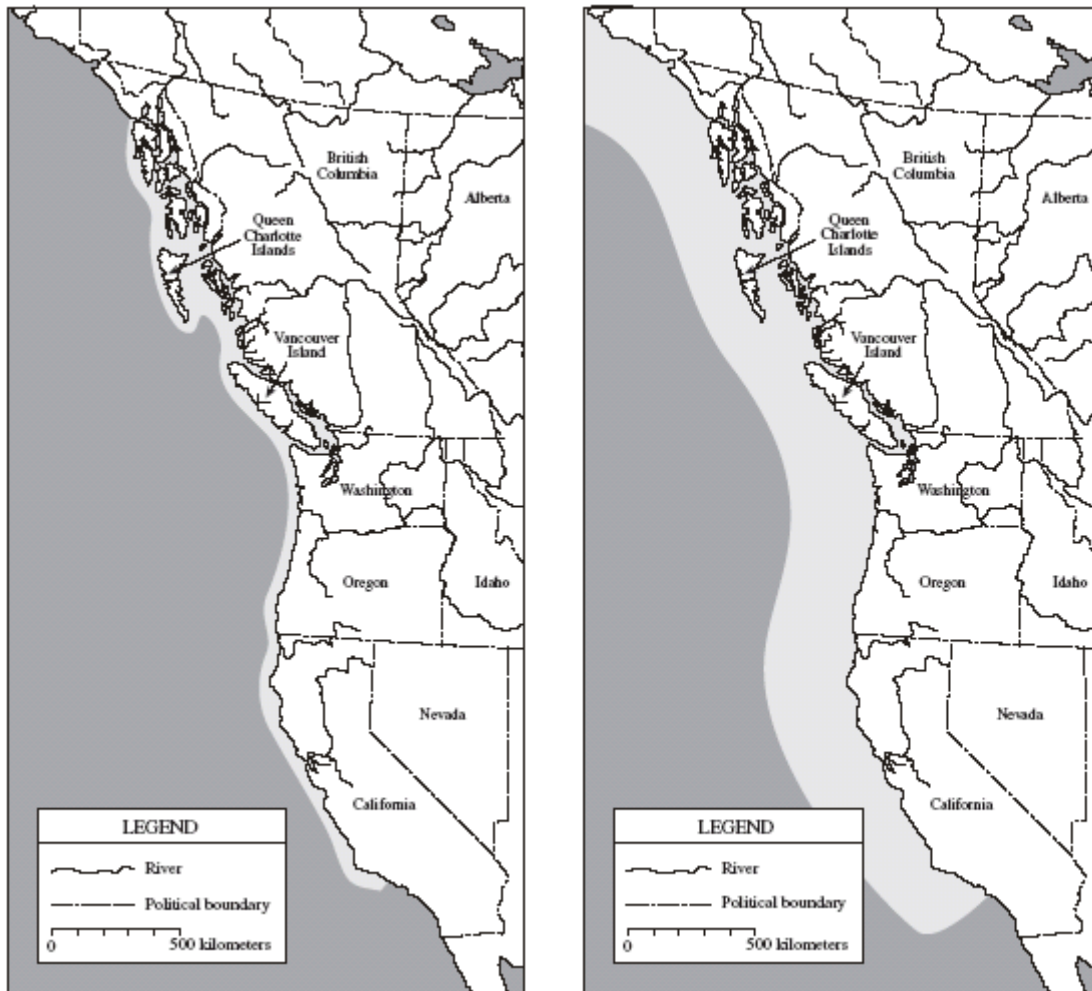 British
Columbia
Alberta
Queen
Charlotte
Islands
Vancouver
Island
Washington
Oregon
Idaho
Nevada
California
LEGEND
River
Political boundary
0 500 kilometers
British
Columbia
Alberta
Queen
Charlotte
Islands
Vancouver
Island
Washington
Oregon
Idaho
Nevada
California
LEGEND
River
Political boundary
0 500 kilometers